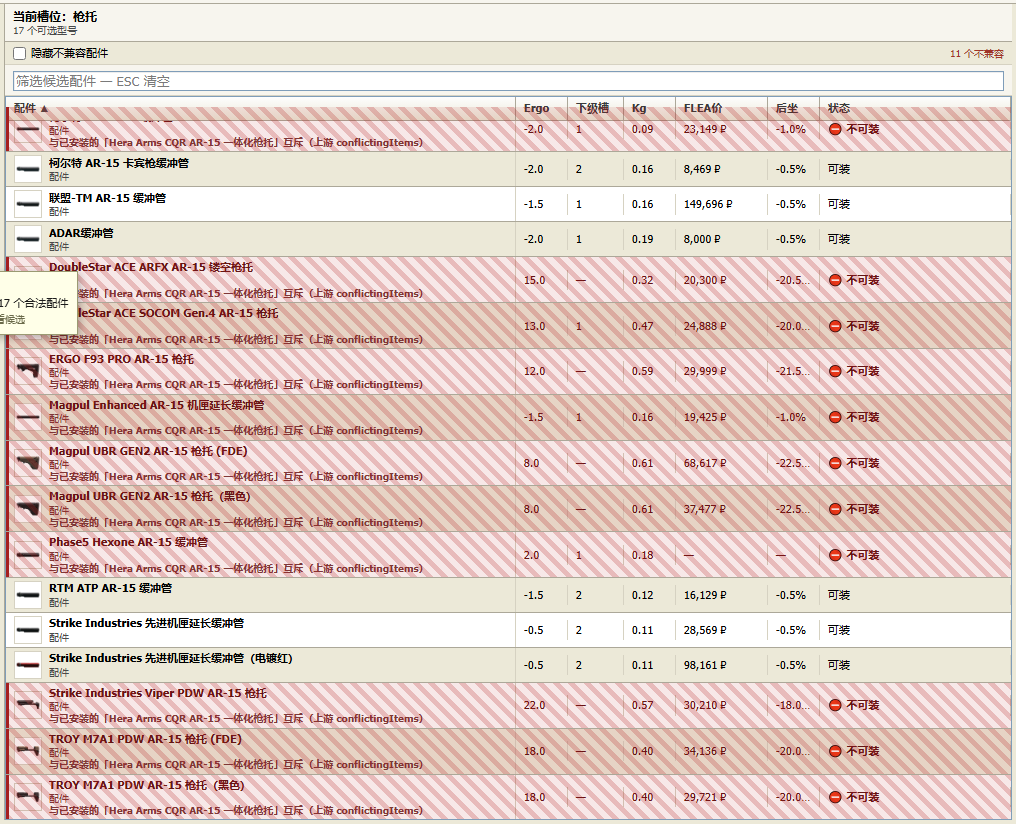 当前槽位：枪托
17 个可选型号
隐藏不兼容配件
11 个不兼容
筛选候选配件 — ESC 清空
配件 ▲ Ergo 下级槽 Kg FLEA价 后坐 状态
配件 -2.0 1 0.09 23,149 ₽ -1.0% 不可装
与已安装的「Hera Arms CQR AR-15 一体化枪托」互斥（上游 conflictingItems）
柯尔特 AR-15 卡宾枪缓冲管
配件 -2.0 2 0.16 8,469 ₽ -0.5% 可装
联盟-TM AR-15 缓冲管
配件 -1.5 1 0.16 149,696 ₽ -0.5% 可装
ADAR缓冲管
配件 -2.0 1 0.19 8,000 ₽ -0.5% 可装
DoubleStar ACE ARFX AR-15 镂空枪托
15.0 — 0.32 20,300 ₽ -20.5... 不可装
装的「Hera Arms CQR AR-15 一体化枪托」互斥（上游 conflictingItems）
17 个合法配件
看候选
leStar ACE SOCOM Gen.4 AR-15 枪托
13.0 1 0.47 24,888 ₽ -20.0... 不可装
与已安装的「Hera Arms CQR AR-15 一体化枪托」互斥（上游 conflictingItems）
ERGO F93 PRO AR-15 枪托
配件 12.0 — 0.59 29,999 ₽ -21.5... 不可装
与已安装的「Hera Arms CQR AR-15 一体化枪托」互斥（上游 conflictingItems）
Magpul Enhanced AR-15 机匣延长缓冲管
配件 -1.5 1 0.16 19,425 ₽ -1.0% 不可装
与已安装的「Hera Arms CQR AR-15 一体化枪托」互斥（上游 conflictingItems）
Magpul UBR GEN2 AR-15 枪托 (FDE)
配件 8.0 — 0.61 68,617 ₽ -22.5... 不可装
与已安装的「Hera Arms CQR AR-15 一体化枪托」互斥（上游 conflictingItems）
Magpul UBR GEN2 AR-15 枪托（黑色）
配件 8.0 — 0.61 37,477 ₽ -22.5... 不可装
与已安装的「Hera Arms CQR AR-15 一体化枪托」互斥（上游 conflictingItems）
Phase5 Hexone AR-15 缓冲管
配件 2.0 1 0.18 — — 不可装
与已安装的「Hera Arms CQR AR-15 一体化枪托」互斥（上游 conflictingItems）
RTM ATP AR-15 缓冲管
配件 -1.5 2 0.12 16,129 ₽ -0.5% 可装
Strike Industries 先进机匣延长缓冲管
配件 -0.5 2 0.11 28,569 ₽ -0.5% 可装
Strike Industries 先进机匣延长缓冲管（电镀红）
配件 -0.5 2 0.11 98,161 ₽ -0.5% 可装
Strike Industries Viper PDW AR-15 枪托
配件 22.0 — 0.57 30,210 ₽ -18.0... 不可装
与已安装的「Hera Arms CQR AR-15 一体化枪托」互斥（上游 conflictingItems）
TROY M7A1 PDW AR-15 枪托 (FDE)
配件 18.0 — 0.40 34,136 ₽ -20.0... 不可装
与已安装的「Hera Arms CQR AR-15 一体化枪托」互斥（上游 conflictingItems）
TROY M7A1 PDW AR-15 枪托（黑色）
配件 18.0 — 0.40 29,721 ₽ -20.0... 不可装
与已安装的「Hera Arms CQR AR-15 一体化枪托」互斥（上游 conflictingItems）